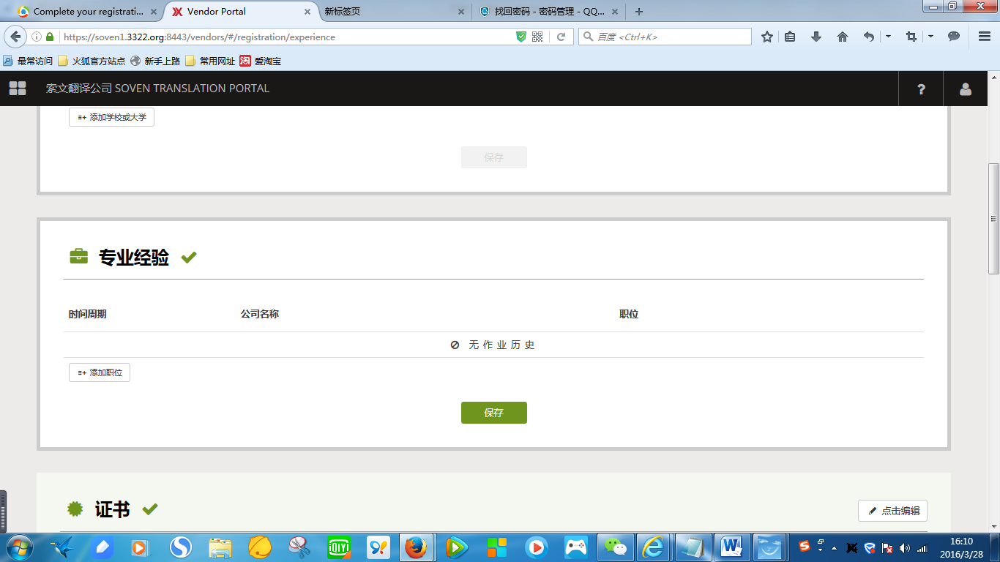 Complete your registrati...
Vendor Portal
新标签页
找回密码 - 密码管理 - QQ...
https://soven1.3322.org:8443/vendors/#/registration/experience
百度 <Ctrl+K>
最常访问
火狐官方站点
新手上路
常用网址
淘
爱淘宝
索文翻译公司 SOVEN TRANSLATION PORTAL
?
添加学校或大学
保存
专业经验
时间周期
公司名称
职位
无作业历史
添加职位
保存
证书
点击编辑
QIYI
16:10
2016/3/28